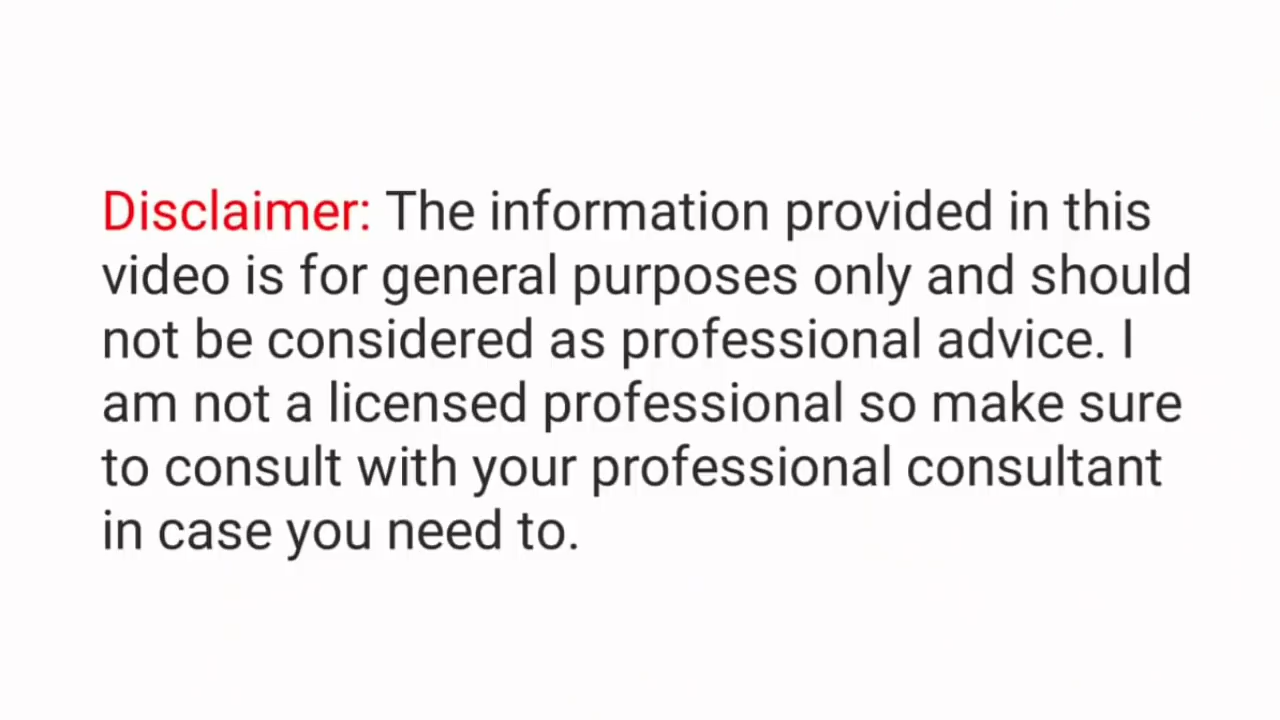 Disclaimer: The information provided in this
video is for general purposes only and should
not be considered as professional advice. I
am not a licensed professional so make sure
to consult with your professional consultant
in case you need to.